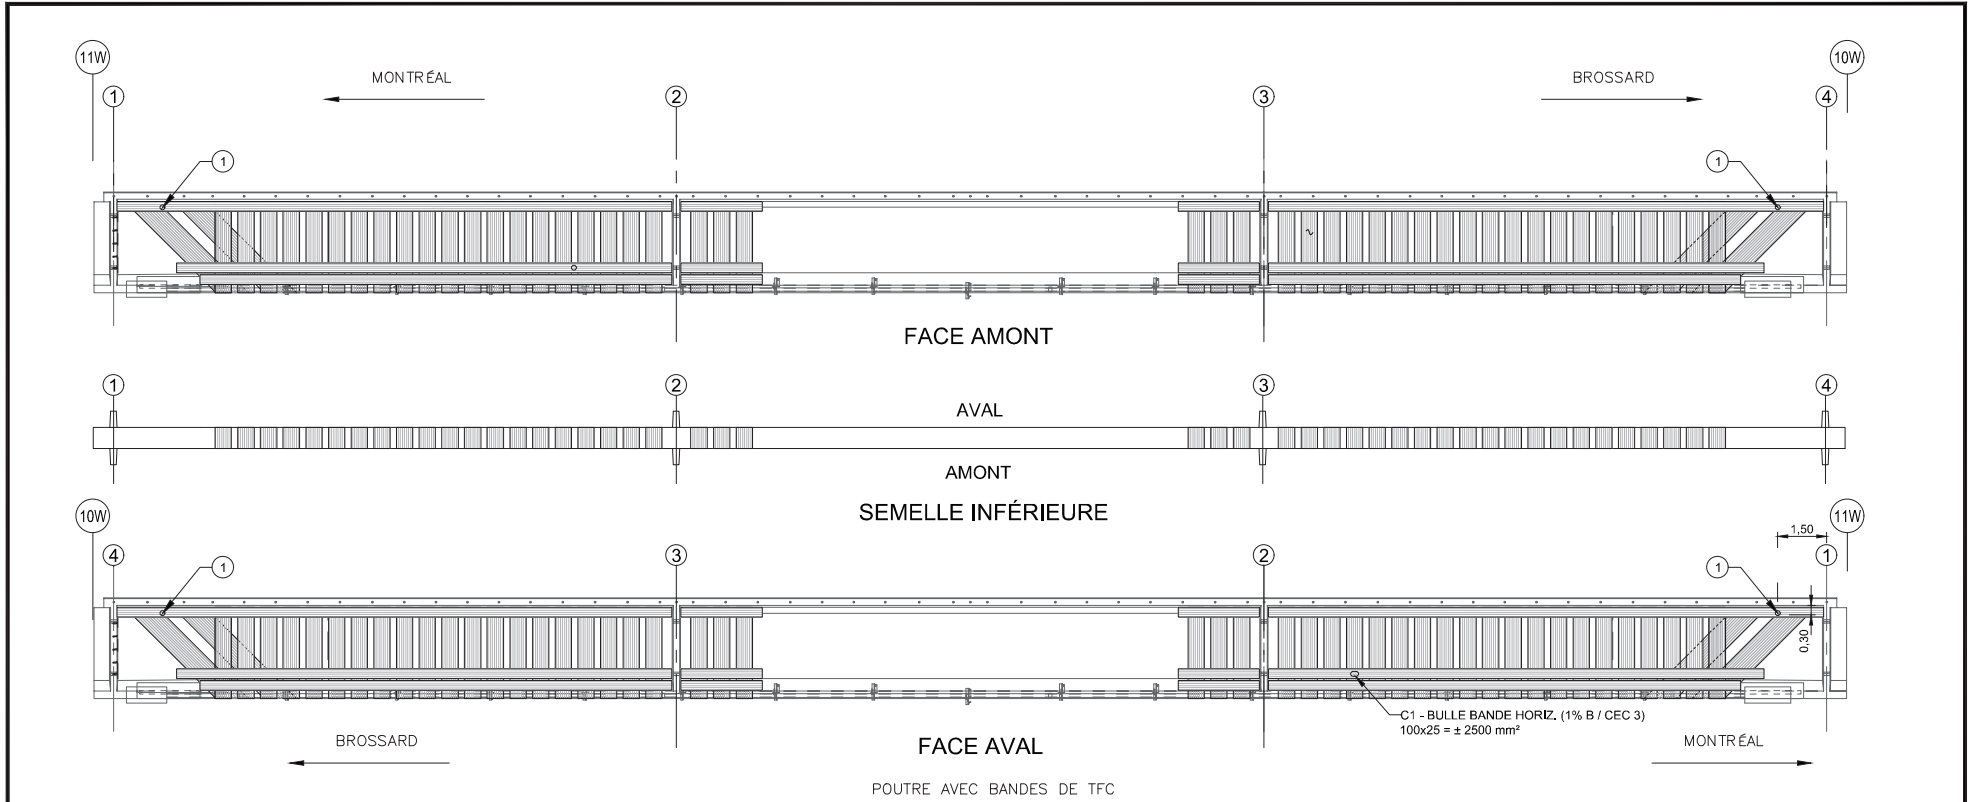 11W
10W
MONTRÉAL
BROSSARD
1
2
3
4
1
1
FACE AMONT
1
2
3
4
AVAL
AMONT
SEMELLE INFÉRIEURE
10W
11W
1,50
4
3
2
1
1
1
0,30
C1 - BULLE BANDE HORIZ. (1% B / CEC 3)
100x25 = ± 2500 mm²
BROSSARD
FACE AVAL
MONTRÉAL
POUTRE AVEC BANDES DE TFC